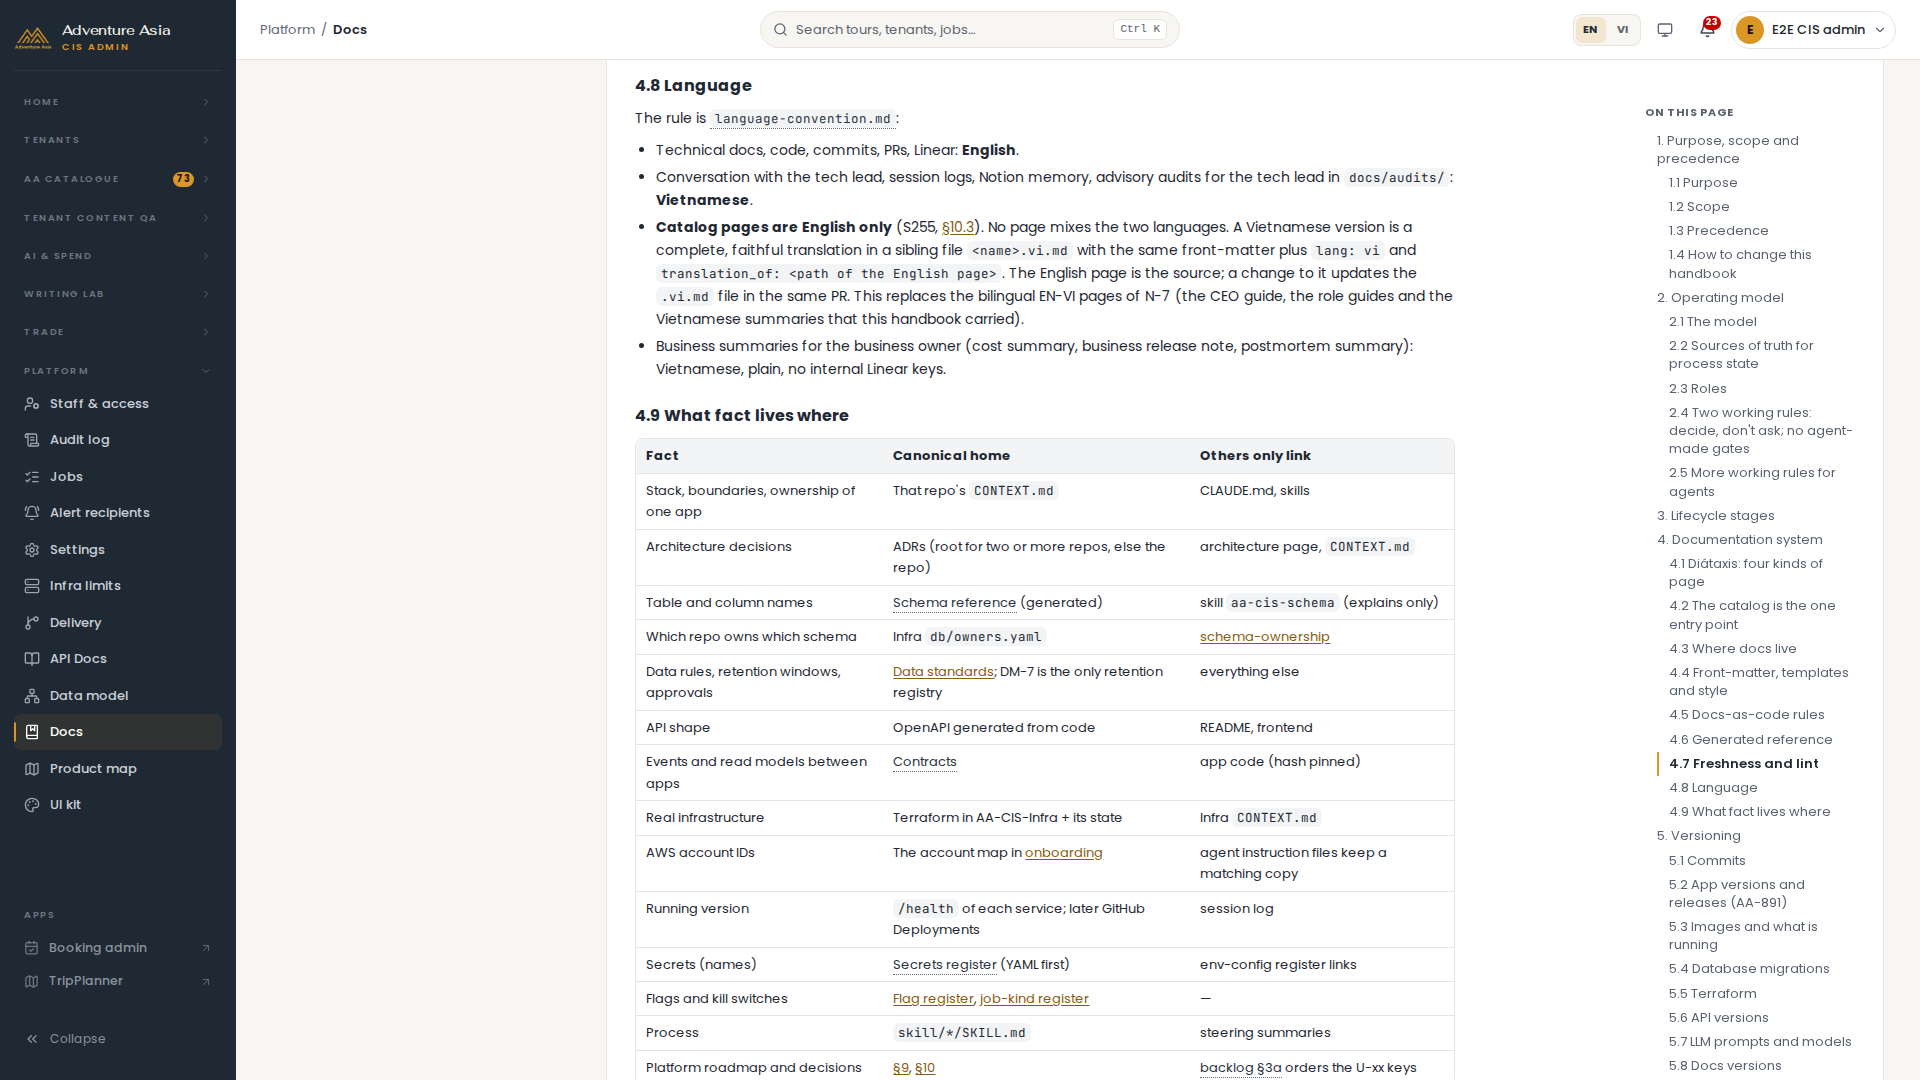 Adventure Asia
Adventure Asia
CIS ADMIN
HOME
TENANTS
AA CATALOGUE 73
TENANT CONTENT QA
AI & SPEND
WRITING LAB
TRADE
PLATFORM
Staff & access
Audit log
Jobs
Alert recipients
Settings
Infra limits
Delivery
API Docs
Data model
Docs
Product map
UI kit
APPS
Booking admin
TripPlanner
Collapse
Platform / Docs
Search tours, tenants, jobs... Ctrl K
EN VI
23
E E2E CIS admin
4.8 Language
The rule is language-convention.md:
• Technical docs, code, commits, PRs, Linear: English.
• Conversation with the tech lead, session logs, Notion memory, advisory audits for the tech lead in docs/audits/:
Vietnamese.
• Catalog pages are English only (S255, §10.3). No page mixes the two languages. A Vietnamese version is a
complete, faithful translation in a sibling file <name>.vi.md with the same front-matter plus lang: vi and
translation_of: <path of the English page>. The English page is the source; a change to it updates the
.vi.md file in the same PR. This replaces the bilingual EN-VI pages of N-7 (the CEO guide, the role guides and the
Vietnamese summaries that this handbook carried).
• Business summaries for the business owner (cost summary, business release note, postmortem summary):
Vietnamese, plain, no internal Linear keys.
4.9 What fact lives where
Fact Canonical home Others only link
Stack, boundaries, ownership of
one app
That repo's CONTEXT.md
CLAUDE.md, skills
Architecture decisions
ADRs (root for two or more repos, else the
repo)
architecture page, CONTEXT.md
Table and column names Schema reference (generated) skill aa-cis-schema (explains only)
Which repo owns which schema Infra db/owners.yaml schema-ownership
Data rules, retention windows,
approvals
Data standards; DM-7 is the only retention
registry
everything else
API shape OpenAPI generated from code README, frontend
Events and read models between
apps
Contracts
app code (hash pinned)
Real infrastructure Terraform in AA-CIS-Infra + its state Infra CONTEXT.md
AWS account IDs
The account map in onboarding
agent instruction files keep a
matching copy
Running version
/health of each service; later GitHub
Deployments
session log
Secrets (names) Secrets register (YAML first) env-config register links
Flags and kill switches Flag register, job-kind register —
Process skill/*/SKILL.md steering summaries
Platform roadmap and decisions §9, §10 backlog §3a orders the U-xx keys
ON THIS PAGE
1. Purpose, scope and
precedence
1.1 Purpose
1.2 Scope
1.3 Precedence
1.4 How to change this
handbook
2. Operating model
2.1 The model
2.2 Sources of truth for
process state
2.3 Roles
2.4 Two working rules:
decide, don't ask; no agent-
made gates
2.5 More working rules for
agents
3. Lifecycle stages
4. Documentation system
4.1 Diátaxis: four kinds of
page
4.2 The catalog is the one
entry point
4.3 Where docs live
4.4 Front-matter, templates
and style
4.5 Docs-as-code rules
4.6 Generated reference
4.7 Freshness and lint
4.8 Language
4.9 What fact lives where
5. Versioning
5.1 Commits
5.2 App versions and
releases (AA-891)
5.3 Images and what is
running
5.4 Database migrations
5.5 Terraform
5.6 API versions
5.7 LLM prompts and models
5.8 Docs versions